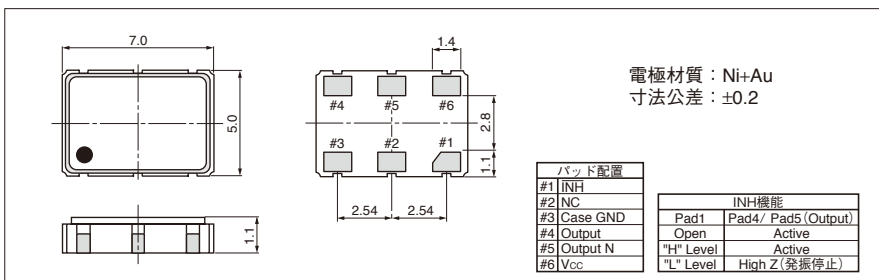 7.0
5.0
1.1
1.4
#4 #5 #6
#3 #2 #1
2.8
1.1
2.54 2.54
電極材質：Ni+Au
寸法公差：±0.2
パッド配置
#1 INH
#2 NC
#3 Case GND
#4 Output
#5 Output N
#6 Vcc
INH機能
Pad1 Pad4/ Pad5(Output)
Open Active
"H" Level Active
"L" Level High Z(発振停止)